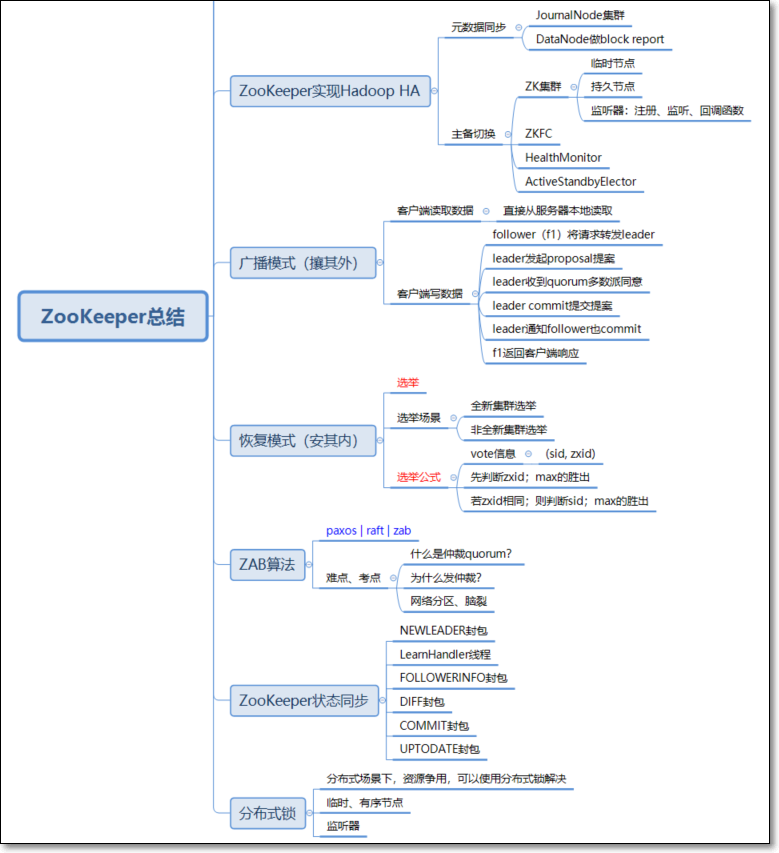 ZooKeeper总结
ZooKeeper实现Hadoop HA
元数据同步
JournalNode集群
DataNode做block report
主备切换
ZK集群
临时节点
持久节点
监听器：注册、监听、回调函数
ZKFC
HealthMonitor
ActiveStandbyElector
广播模式（攘其外）
客户端读取数据
直接从服务器本地读取
客户端写数据
follower（f1）将请求转发leader
leader发起proposal提案
leader收到quorum多数派同意
leader commit提交提案
leader通知follower也commit
f1返回客户端响应
恢复模式（安其内）
选举
选举场景
全新集群选举
非全新集群选举
选举公式
vote信息
(sid, zxid)
先判断zxid；max的胜出
若zxid相同；则判断sid；max的胜出
ZAB算法
paxos | raft | zab
难点、考点
什么是仲裁quorum？
为什么发仲裁？
网络分区、脑裂
ZooKeeper状态同步
NEWLEADER封包
LearnHandler线程
FOLLOWERINFO封包
DIFF封包
COMMIT封包
UPTODATE封包
分布式锁
分布式场景下，资源争用，可以使用分布式锁解决
临时、有序节点
监听器